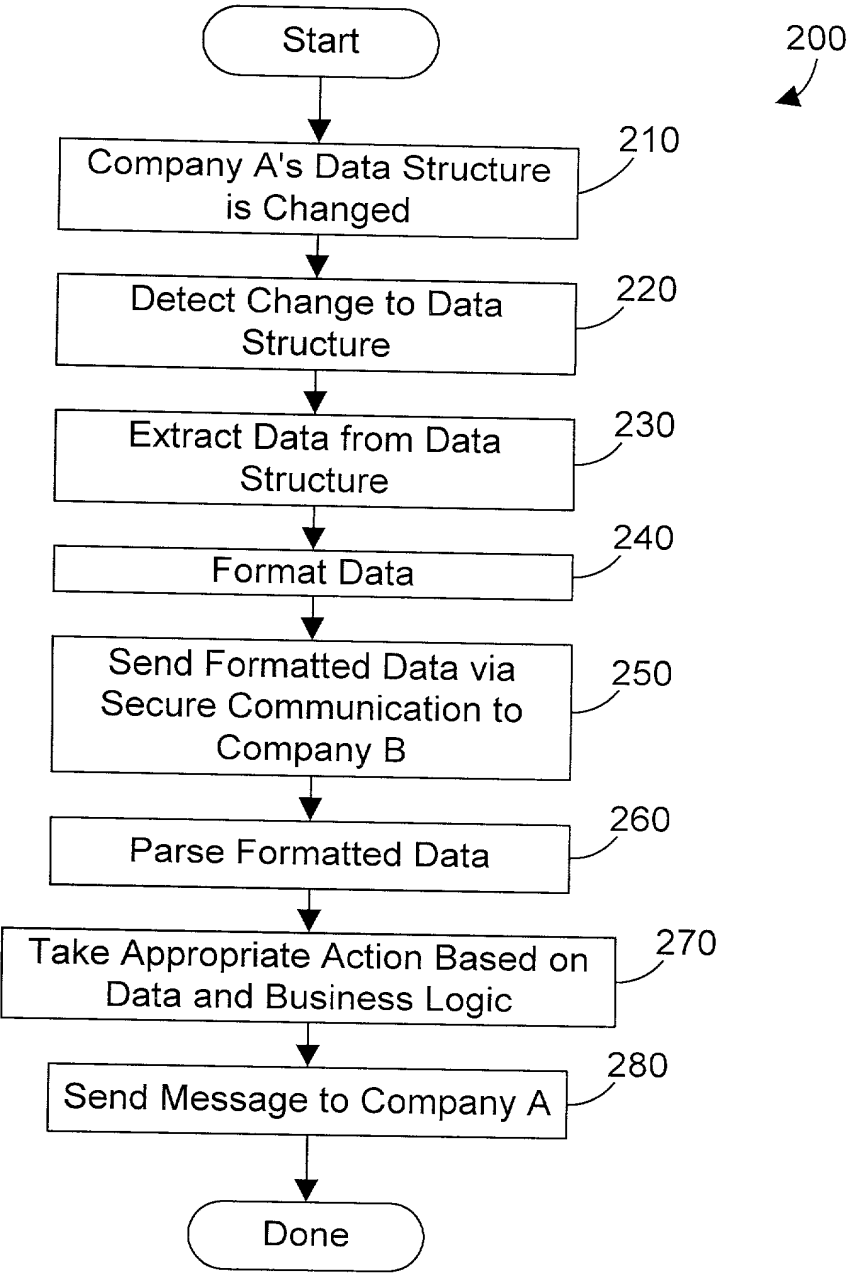 Start
200
Company A's Data Structure
is Changed
210
Detect Change to Data
Structure
220
Extract Data from Data
Structure
230
Format Data
240
Send Formatted Data via
Secure Communication to
Company B
250
Parse Formatted Data
260
Take Appropriate Action Based on
Data and Business Logic
270
Send Message to Company A
280
Done